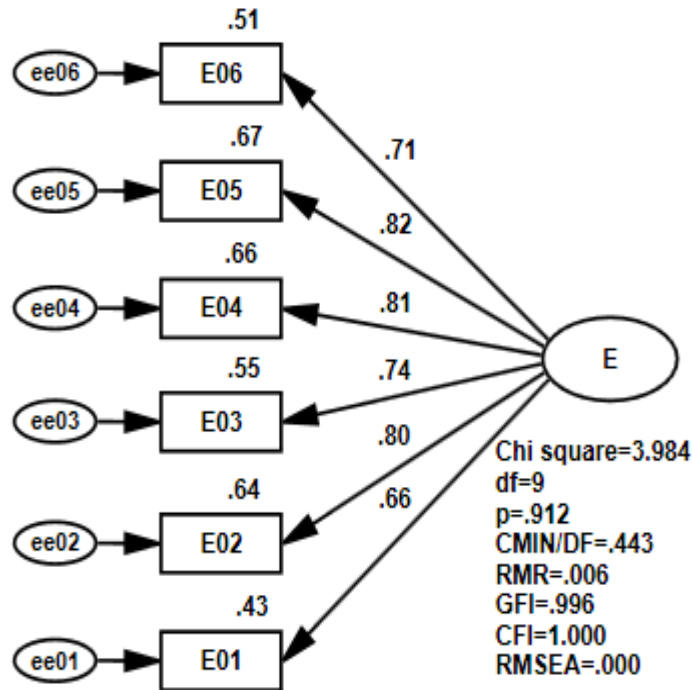 .51
ee06 E06
.71
.67
ee05 E05
.82
.66
ee04 E04
.81
E
.55
.74
ee03 E03
.80
Chi square=3.984
df=9
.64
.66
p=.912
ee02 E02
CMIN/DF=.443
RMR=.006
GFI=.996
.43
CFI=1.000
ee01 E01
RMSEA=.000